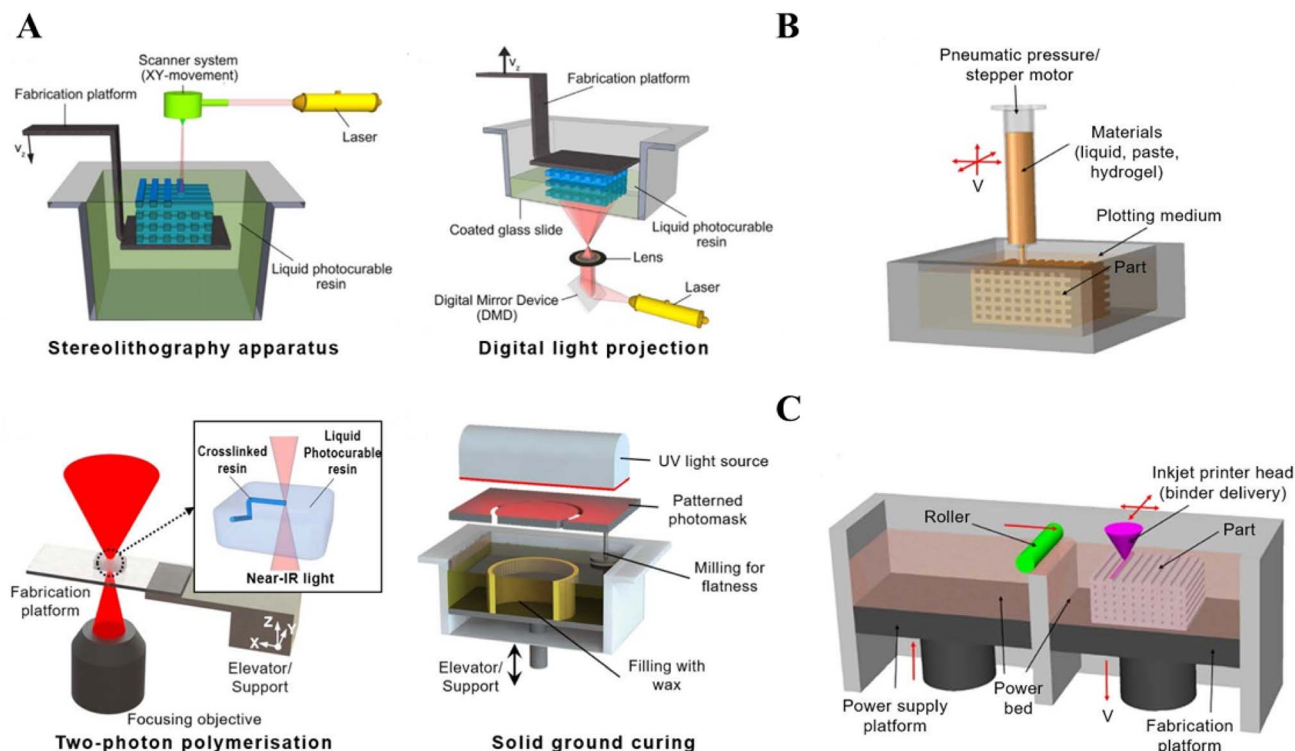 A
Scanner system
(XY-movement)
Fabrication platform
Laser
Vz
Liquid photocurable
resin
Stereolithography apparatus
Vz
Fabrication platform
Coated glass slide
Liquid photocurable
resin
Lens
Laser
Digital Mirror Device
(DMD)
Digital light projection
B
Pneumatic pressure/
stepper motor
Materials
(liquid, paste,
hydrogel)
V
Plotting medium
Part
Crosslinked
resin
Liquid
Photocurable
resin
Near-IR light
Fabrication
platform
Z
Y
X
Elevator/
Support
Focusing objective
Two-photon polymerisation
UV light source
Patterned
photomask
Milling for
flatness
Elevator/
Support
Filling with
wax
Solid ground curing
C
Inkjet printer head
(binder delivery)
Roller
Part
Power supply
platform
Power
bed
V
Fabrication
platform